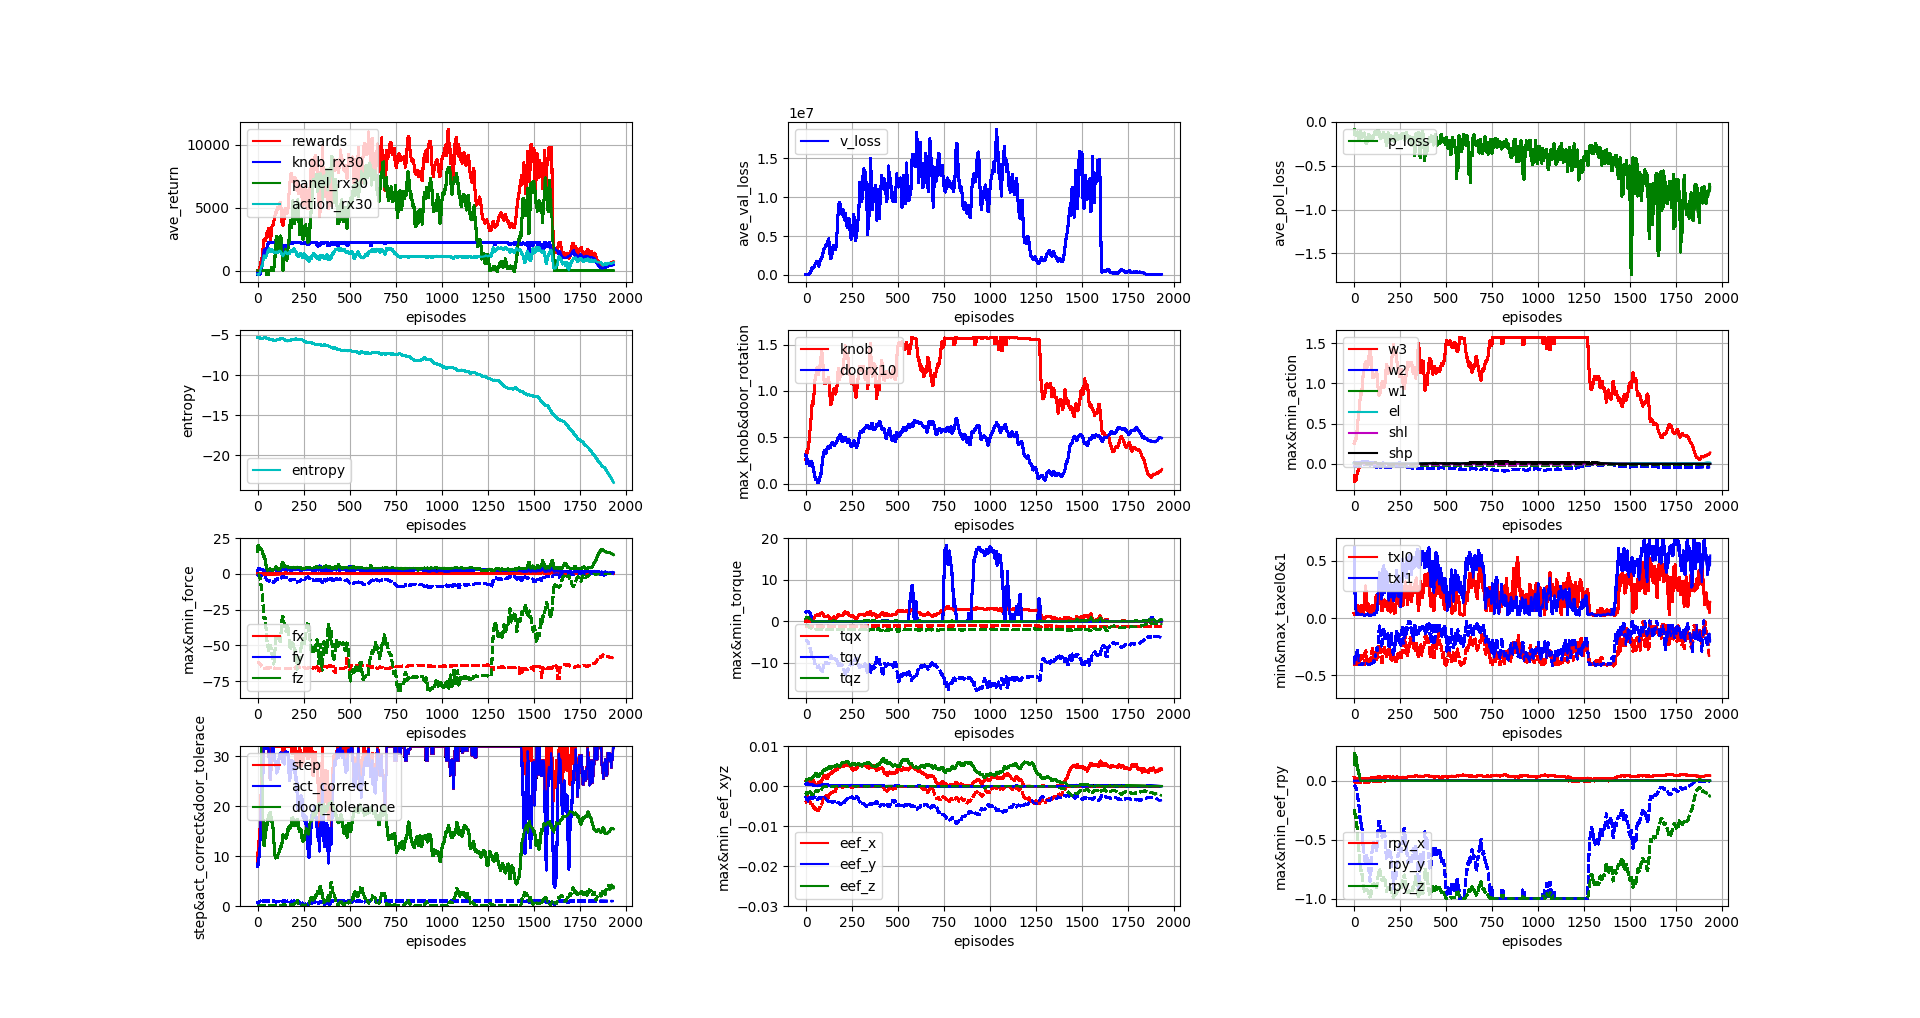 ave_return
10000
5000
0
rewards
knob_rx30
panel_rx30
action_rx30
0 250 500 750 1000 1250 1500 1750 2000
episodes
1e7
ave_val_loss
1.5
1.0
0.5
0.0
v_loss
0 250 500 750 1000 1250 1500 1750 2000
episodes
ave_pol_loss
0.0
−0.5
−1.0
−1.5
p_loss
0 250 500 750 1000 1250 1500 1750 2000
episodes
entropy
−5
−10
−15
−20
entropy
0 250 500 750 1000 1250 1500 1750 2000
episodes
max_knob&door_rotation
1.5
1.0
0.5
0.0
knob
doorx10
0 250 500 750 1000 1250 1500 1750 2000
episodes
max&min_action
1.5
1.0
0.5
0.0
w3
w2
w1
el
shl
shp
0 250 500 750 1000 1250 1500 1750 2000
episodes
max&min_force
25
0
−25
−50
−75
fx
fy
fz
0 250 500 750 1000 1250 1500 1750 2000
episodes
max&min_torque
20
10
0
−10
tqx
tqy
tqz
0 250 500 750 1000 1250 1500 1750 2000
episodes
min&max_taxel0&1
0.5
0.0
−0.5
txl0
txl1
0 250 500 750 1000 1250 1500 1750 2000
episodes
step&act_correct&door_tolerace
30
20
10
0
step
act_correct
door_tolerance
0 250 500 750 1000 1250 1500 1750 2000
episodes
max&min_eef_xyz
0.01
0.00
−0.01
−0.02
−0.03
eef_x
eef_y
eef_z
0 250 500 750 1000 1250 1500 1750 2000
episodes
max&min_eef_rpy
0.0
−0.5
−1.0
rpy_x
rpy_y
rpy_z
0 250 500 750 1000 1250 1500 1750 2000
episodes